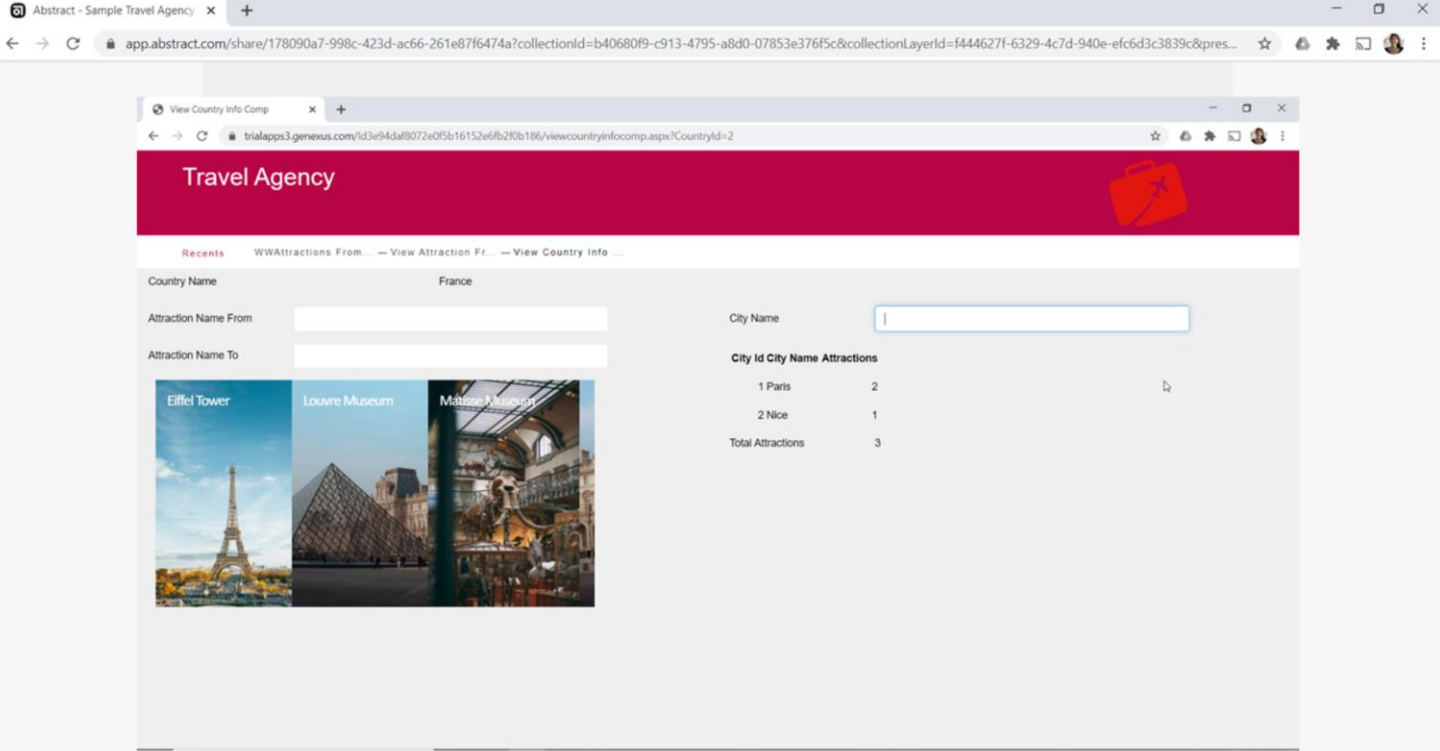 Abstract - Sample Travel Agency
app.abstract.com/share/178090a7-998c-423d-ac66-261e87f6474a?collectionId=b40680f9-c913-4795-a8d0-07853e376f5c&collectionLayerId=f444627f-6329-4c7d-940e-efc6d3c3839c&pres...
View Country Info Comp
trialapps3.genexus.com/Id3e94daf8072e0f5b16152e6fb2f0b186/viewcountryinfocomp.aspx?CountryId=2
Travel Agency
Recents WWAttractions From... — View Attraction Fr... — View Country Info ...
Country Name France
Attraction Name From
City Name
Attraction Name To
City Id City Name Attractions
Eiffel Tower Louvre Museum Matisse Museum
1 Paris 2
2 Nice 1
Total Attractions 3